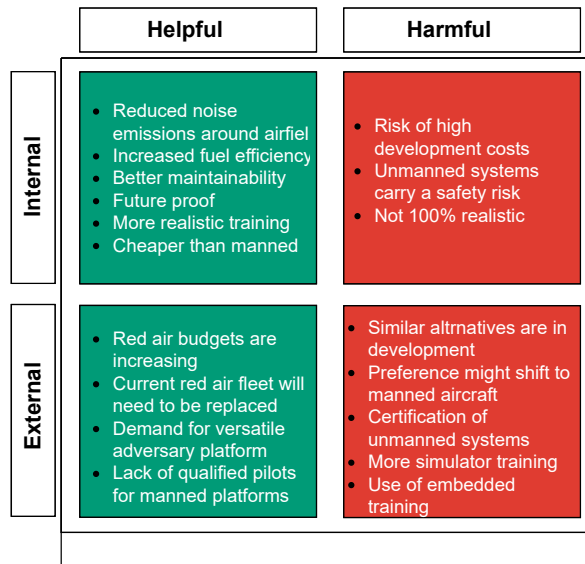 Helpful
Harmful
Internal
• Reduced noise
emissions around airfiel
• Increased fuel efficiency
• Better maintainability
• Future proof
• More realistic training
• Cheaper than manned
• Risk of high
development costs
• Unmanned systems
carry a safety risk
• Not 100% realistic
External
• Red air budgets are
increasing
• Current red air fleet will
need to be replaced
• Demand for versatile
adversary platform
• Lack of qualified pilots
for manned platforms
• Similar altrnatives are in
development
• Preference might shift to
manned aircraft
• Certification of
unmanned systems
• More simulator training
• Use of embedded
training